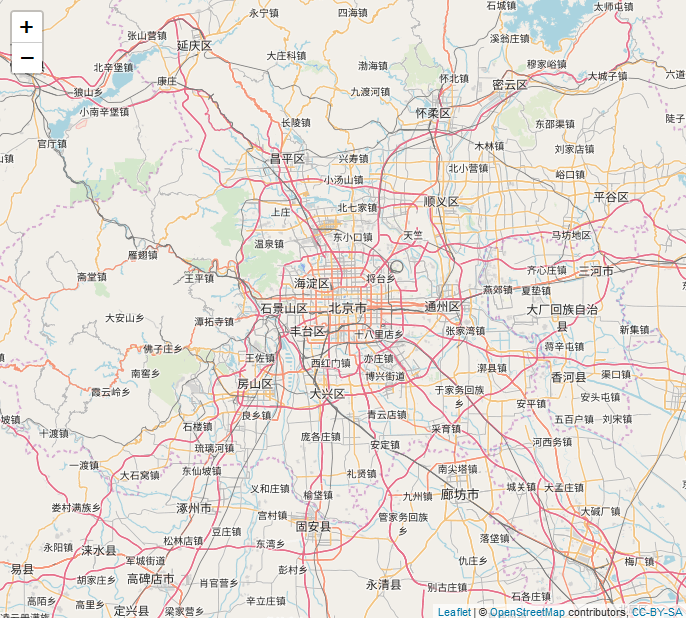 +
−
永宁镇
四海镇
石城镇
太师屯镇
张山营镇
延庆区
溪翁庄镇
大庄科镇
渤海镇
穆家峪镇
北辛堡镇
康庄
怀北镇
大城子镇
狼山乡
九渡河镇
密云区
小南辛堡镇
怀柔区
长陵镇
东邵渠镇
官厅镇
木林镇
刘家店镇
昌平区
兴寿镇
北小营镇
峪口镇
小汤山镇
平谷区
上庄
北七家镇
顺义区
温泉镇
东小口镇
天竺
马坊地区
雁翅镇
斋堂镇
王平镇
海淀区
将台乡
齐心庄镇
三河市
燕郊镇
夏垫镇
石景山区
北京市
通州区
大厂回族自治
县
大安山乡
潭拓寺镇
丰台区
十八里店乡
张家湾镇
新集镇
佛子庄乡
王佐镇
西红门镇
亦庄镇
蒋辛屯镇
南窖乡
博兴街道
漷县镇
香河县
渠口镇
霞云岭乡
房山区
大兴区
于家务回族
乡
安平镇
安头屯镇
良乡镇
青云店镇
五百户镇
刘宋镇
十渡镇
石楼镇
庞各庄镇
采育镇
琉璃河镇
安定镇
河西务镇
一渡镇
大石窝镇
东仙坡镇
礼贤镇
南尖塔镇
义和庄镇
榆垡镇
九州镇
廊坊市
城关镇
大孟庄镇
娄村满族乡
涿州市
宫村镇
固安县
管家务回族
乡
大碱厂镇
豆庄镇
永阳镇
涞水县
松林店镇
东湾乡
落垡镇
易县
军城街道
彭村乡
仇庄乡
梅厂镇
胡家庄乡
高碑店市
肖官营乡
永清县
别古庄镇
高陌乡
高里乡
定兴县
梁家营乡
辛立庄镇
石各庄镇
Leaflet | © OpenStreetMap contributors, CC-BY-SA